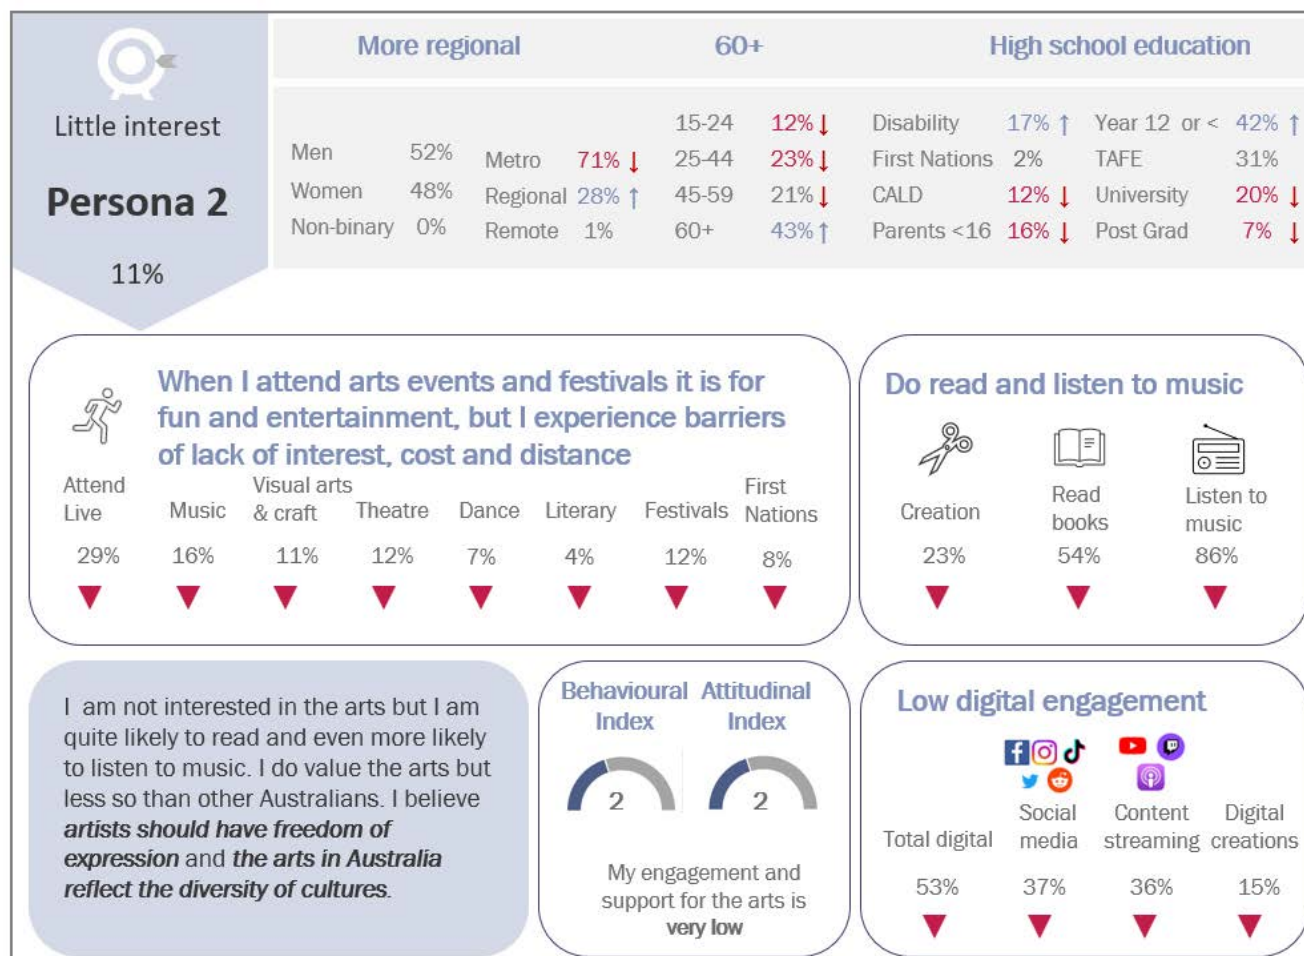 Little interest
Persona 2
11%
More regional
60+
High school education
Men 52%
Women 48%
Non-binary 0%
Metro 71% ↓
Regional 28% ↑
Remote 1%
15-24 12% ↓
25-44 23% ↓
45-59 21% ↓
60+ 43% ↑
Disability 17% ↑
First Nations 2%
CALD 12% ↓
Parents <16 16% ↓
Year 12 or < 42% ↑
TAFE 31%
University 20% ↓
Post Grad 7% ↓
When I attend arts events and festivals it is for
fun and entertainment, but I experience barriers
of lack of interest, cost and distance
Attend
Live
29%
Music
16%
Visual arts
& craft
11%
Theatre
12%
Dance
7%
Literary
4%
Festivals
12%
First
Nations
8%
Do read and listen to music
Creation
23%
Read
books
54%
Listen to
music
86%
I am not interested in the arts but I am
quite likely to read and even more likely
to listen to music. I do value the arts but
less so than other Australians. I believe
artists should have freedom of
expression and the arts in Australia
reflect the diversity of cultures.
Behavioural
Index
2
Attitudinal
Index
2
My engagement and
support for the arts is
very low
Low digital engagement
Total digital
53%
Social
media
37%
Content
streaming
36%
Digital
creations
15%